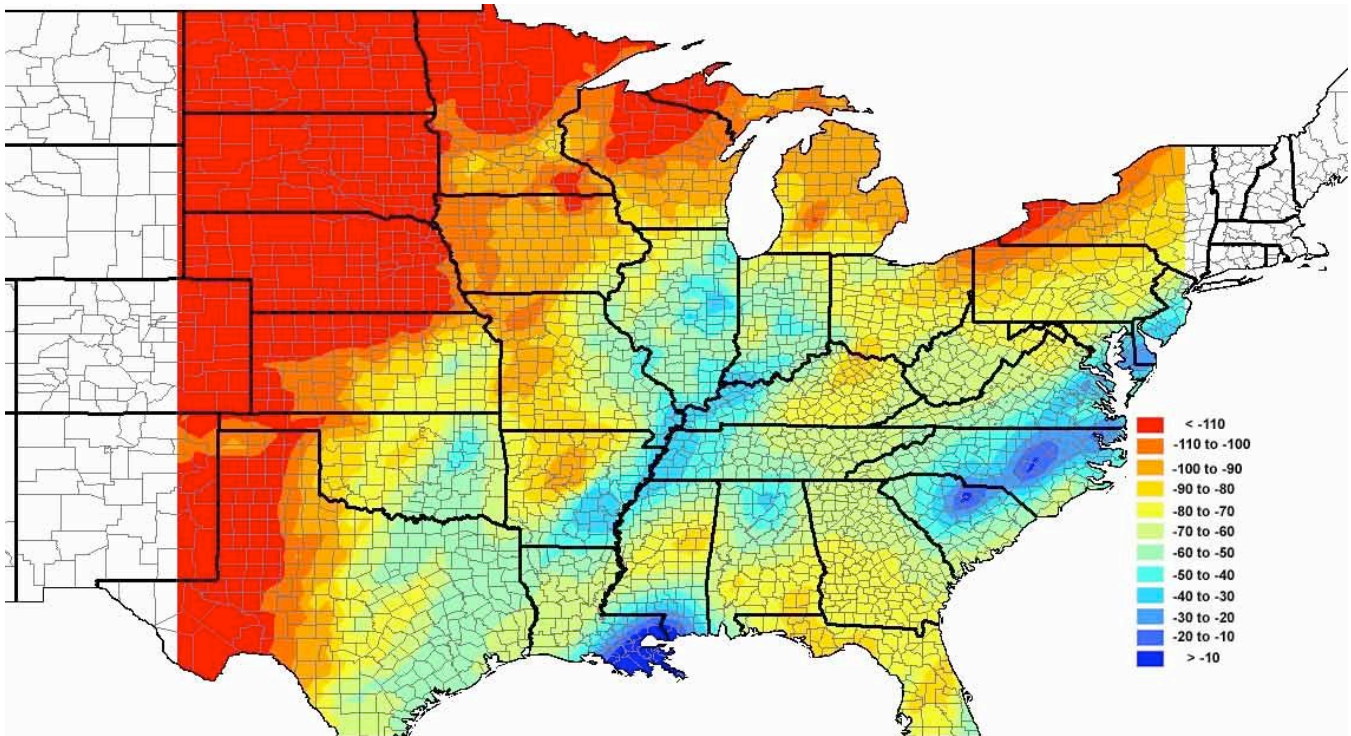 < -110
-110 to -100
-100 to -90
-90 to -80
-80 to -70
-70 to -60
-60 to -50
-50 to -40
-40 to -30
-30 to -20
-20 to -10
> -10